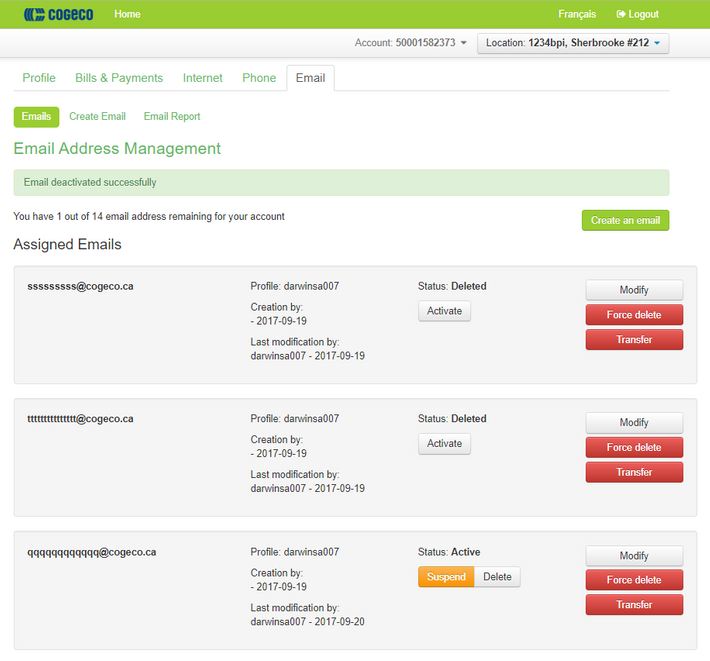 COGECO Home Français Logout
Account: 50001582373 Location: 1234bpi, Sherbrooke #212
Profile Bills & Payments Internet Phone Email
Emails Create Email Email Report
Email Address Management
Email deactivated successfully
You have 1 out of 14 email address remaining for your account
Create an email
Assigned Emails
sssssssss@cogeco.ca Profile: darwinsa007 Status: Deleted Modify
Creation by: Activate
- 2017-09-19 Force delete
Last modification by: Transfer
darwinsa007 - 2017-09-19
ttttttttttttttt@cogeco.ca Profile: darwinsa007 Status: Deleted Modify
Creation by: Activate
- 2017-09-19 Force delete
Last modification by: Transfer
darwinsa007 - 2017-09-19
qqqqqqqqqqqq@cogeco.ca Profile: darwinsa007 Status: Active Modify
Creation by: Suspend Delete
- 2017-09-19 Force delete
Last modification by: Transfer
darwinsa007 - 2017-09-20